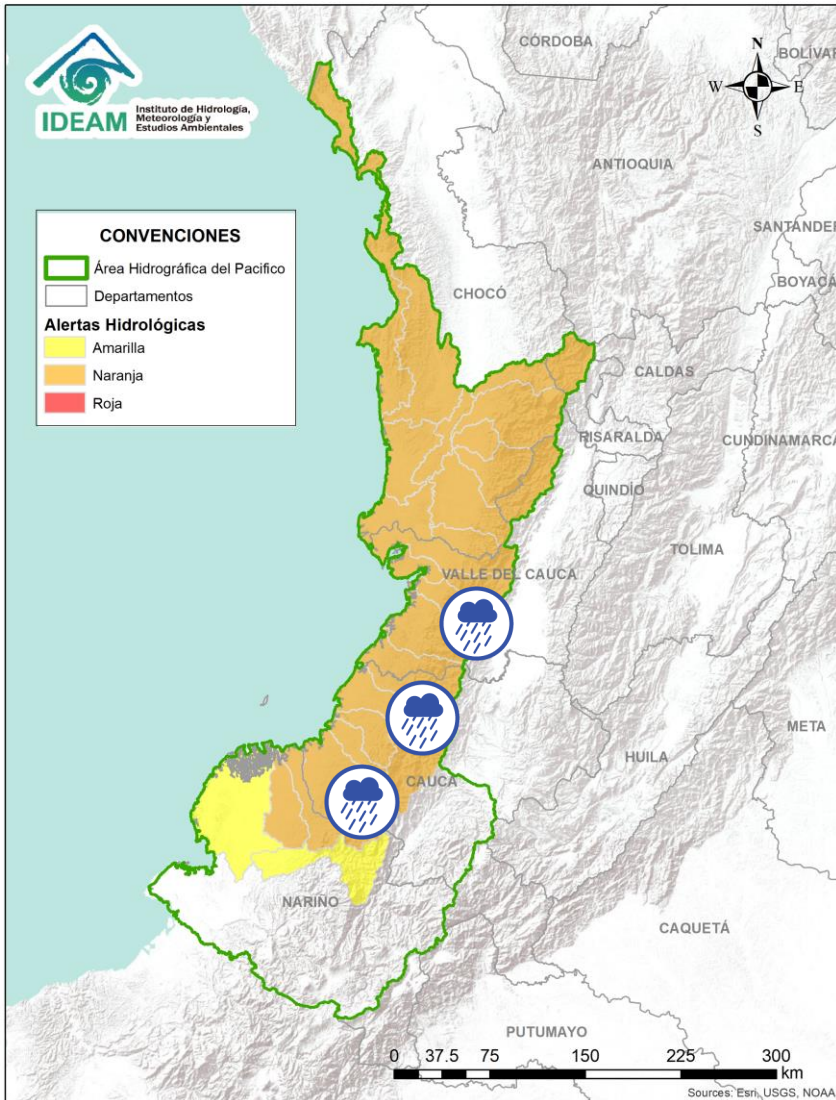 IDEAM
Instituto de Hidrología,
Meteorología y
Estudios Ambientales
CÓRDOBA
BOLÍVAR
N
W
E
S
ANTIOQUIA
CONVENCIONES
Área Hidrográfica del Pacifico
Departamentos
Alertas Hidrológicas
Amarilla
Naranja
Roja
SANTANDER
BOYACÁ
CHOCÓ
CALDAS
RISARALDA
CUNDINAMARCA
QUINDÍO
TOLIMA
VALLE DEL CAUCA
META
HUILA
CAUCA
NARIÑO
CAQUETÁ
PUTUMAYO
0 37.5 75 150 225 300
km
Sources: Esri, USGS, NOAA